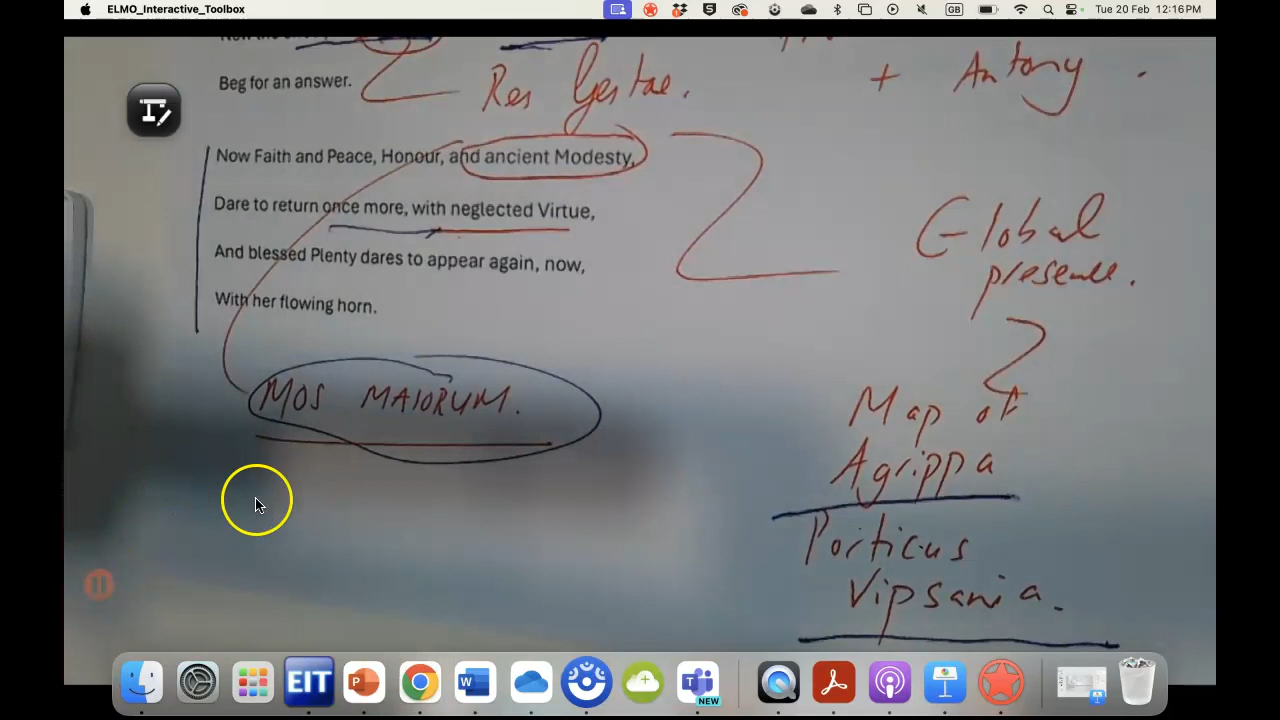 ELMO_Interactive_Toolbox
GB
Tue 20 Feb 12:16PM
Beg for an answer.
Res Gestae.
+ Antony.
Now Faith and Peace, Honour, and ancient Modesty,
Dare to return once more, with neglected Virtue,
And blessed Plenty dares to appear again, now,
With her flowing horn.
Global
presence.
MOS MAIORUM.
Map of
Agrippa
Porticus
Vipsania.
EIT
NEW